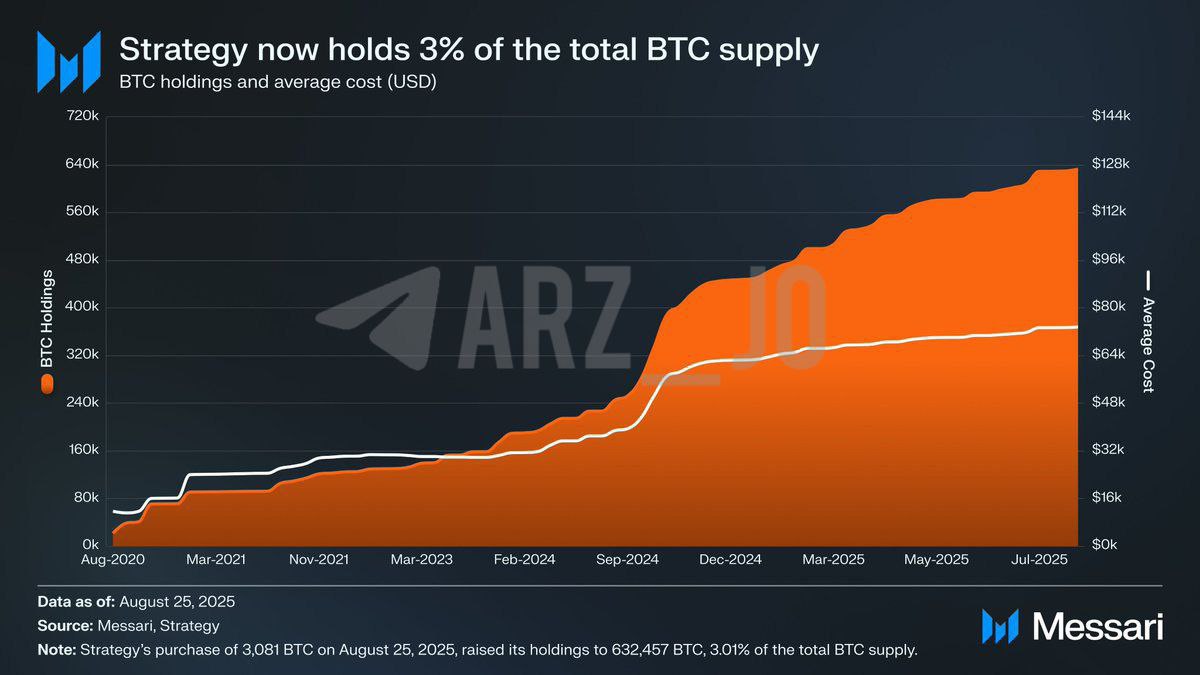 Strategy now holds 3% of the total BTC supply
BTC holdings and average cost (USD)
720k
640k
560k
480k
400k
320k
240k
160k
80k
0k
BTC Holdings
$144k
$128k
$112k
$96k
$80k
$64k
$48k
$32k
$16k
$0k
Average Cost
ARZ_JO
Aug-2020 Mar-2021 Nov-2021 Mar-2023 Feb-2024 Sep-2024 Dec-2024 Mar-2025 May-2025 Jul-2025
Data as of: August 25, 2025
Source: Messari, Strategy
Note: Strategy's purchase of 3,081 BTC on August 25, 2025, raised its holdings to 632,457 BTC, 3.01% of the total BTC supply.
Messari